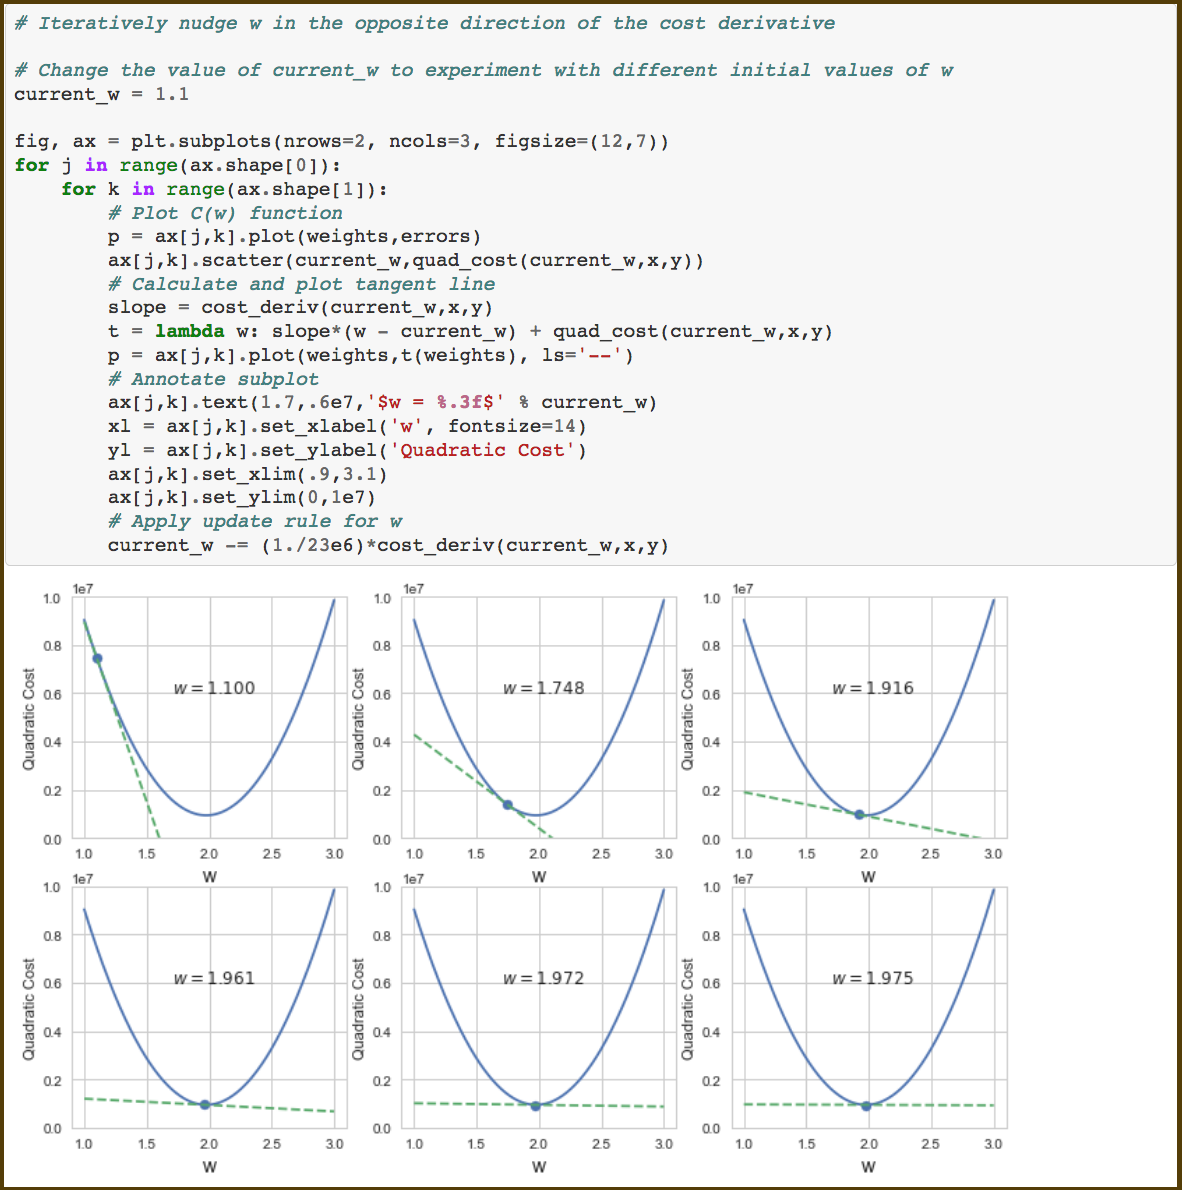 # Iteratively nudge w in the opposite direction of the cost derivative
# Change the value of current_w to experiment with different initial values of w
current_w = 1.1
fig, ax = plt.subplots(nrows=2, ncols=3, figsize=(12,7))
for j in range(ax.shape[0]):
    for k in range(ax.shape[1]):
        # Plot C(w) function
        p = ax[j,k].plot(weights,errors)
        ax[j,k].scatter(current_w,quad_cost(current_w,x,y))
        # Calculate and plot tangent line
        slope = cost_deriv(current_w,x,y)
        t = lambda w: slope*(w - current_w) + quad_cost(current_w,x,y)
        p = ax[j,k].plot(weights,t(weights), ls='--')
        # Annotate subplot
        ax[j,k].text(1.7,.6e7,'$w = %.3f$' % current_w)
        xl = ax[j,k].set_xlabel('w', fontsize=14)
        yl = ax[j,k].set_ylabel('Quadratic Cost')
        ax[j,k].set_xlim(.9,3.1)
        ax[j,k].set_ylim(0,1e7)
        # Apply update rule for w
        current_w -= (1./23e6)*cost_deriv(current_w,x,y)
1e7
1.0
0.8
0.6
0.4
0.2
0.0
Quadratic Cost
w = 1.100
1.0 1.5 2.0 2.5 3.0
w
1e7
1.0
0.8
0.6
0.4
0.2
0.0
Quadratic Cost
w = 1.748
1.0 1.5 2.0 2.5 3.0
w
1e7
1.0
0.8
0.6
0.4
0.2
0.0
Quadratic Cost
w = 1.916
1.0 1.5 2.0 2.5 3.0
w
1e7
1.0
0.8
0.6
0.4
0.2
0.0
Quadratic Cost
w = 1.961
1.0 1.5 2.0 2.5 3.0
w
1e7
1.0
0.8
0.6
0.4
0.2
0.0
Quadratic Cost
w = 1.972
1.0 1.5 2.0 2.5 3.0
w
1e7
1.0
0.8
0.6
0.4
0.2
0.0
Quadratic Cost
w = 1.975
1.0 1.5 2.0 2.5 3.0
w